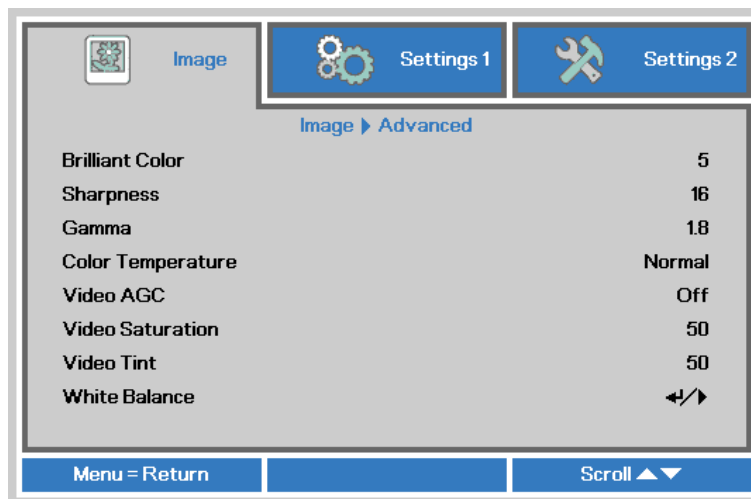 Image
Settings 1
Settings 2
Image ▶ Advanced
Brilliant Color 5
Sharpness 16
Gamma 1.8
Color Temperature Normal
Video AGC Off
Video Saturation 50
Video Tint 50
White Balance ↵/▶
Menu = Return
Scroll ▲▼